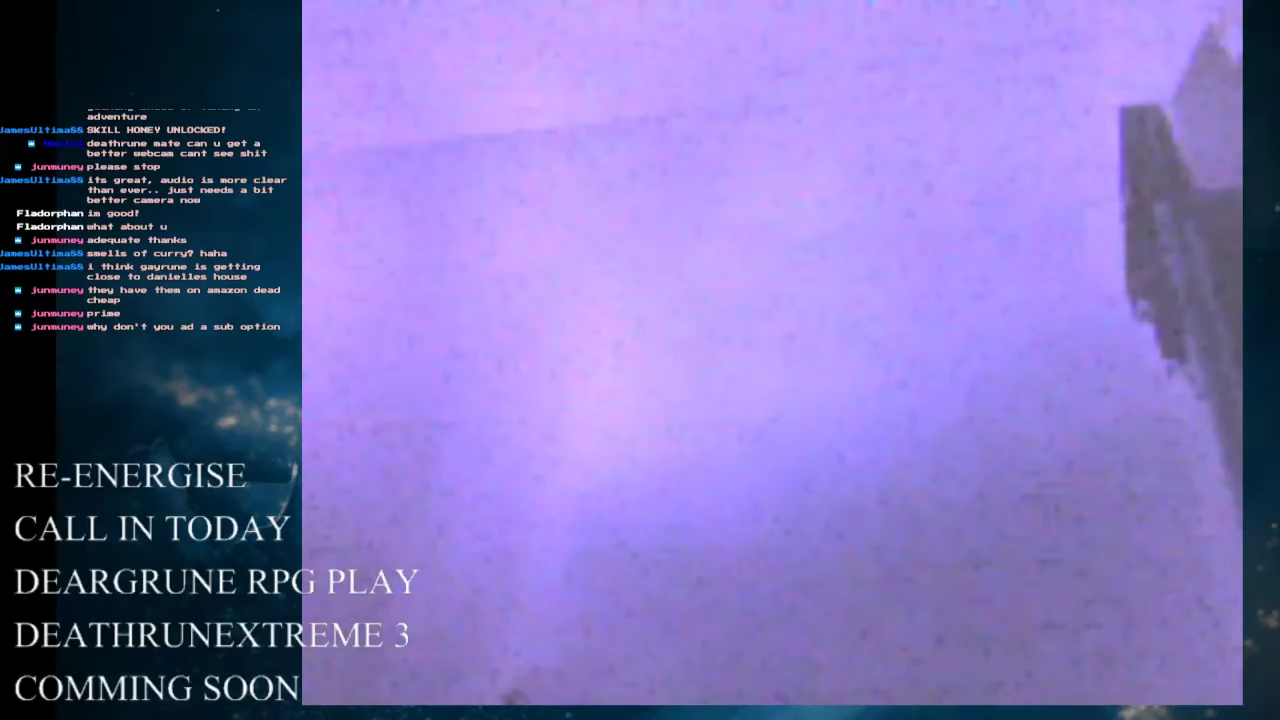 adventure
JamesUltima88 SKILL HONEY UNLOCKED!
deathrune mate can u get a
better webcam cant see shit
junmuney please stop
JamesUltima88 its great, audio is more clear
than ever.. just needs a bit
better camera now
Fladorphan im good!
Fladorphan what about u
junmuney adequate thanks
JamesUltima88 smells of curry? haha
JamesUltima88 i think gayrune is getting
close to danielles house
junmuney they have them on amazon dead
cheap
junmuney prime
junmuney why don't you ad a sub option
RE-ENERGISE
CALL IN TODAY
DEARGRUNE RPG PLAY
DEATHRUNEXTREME 3
COMMING SOON